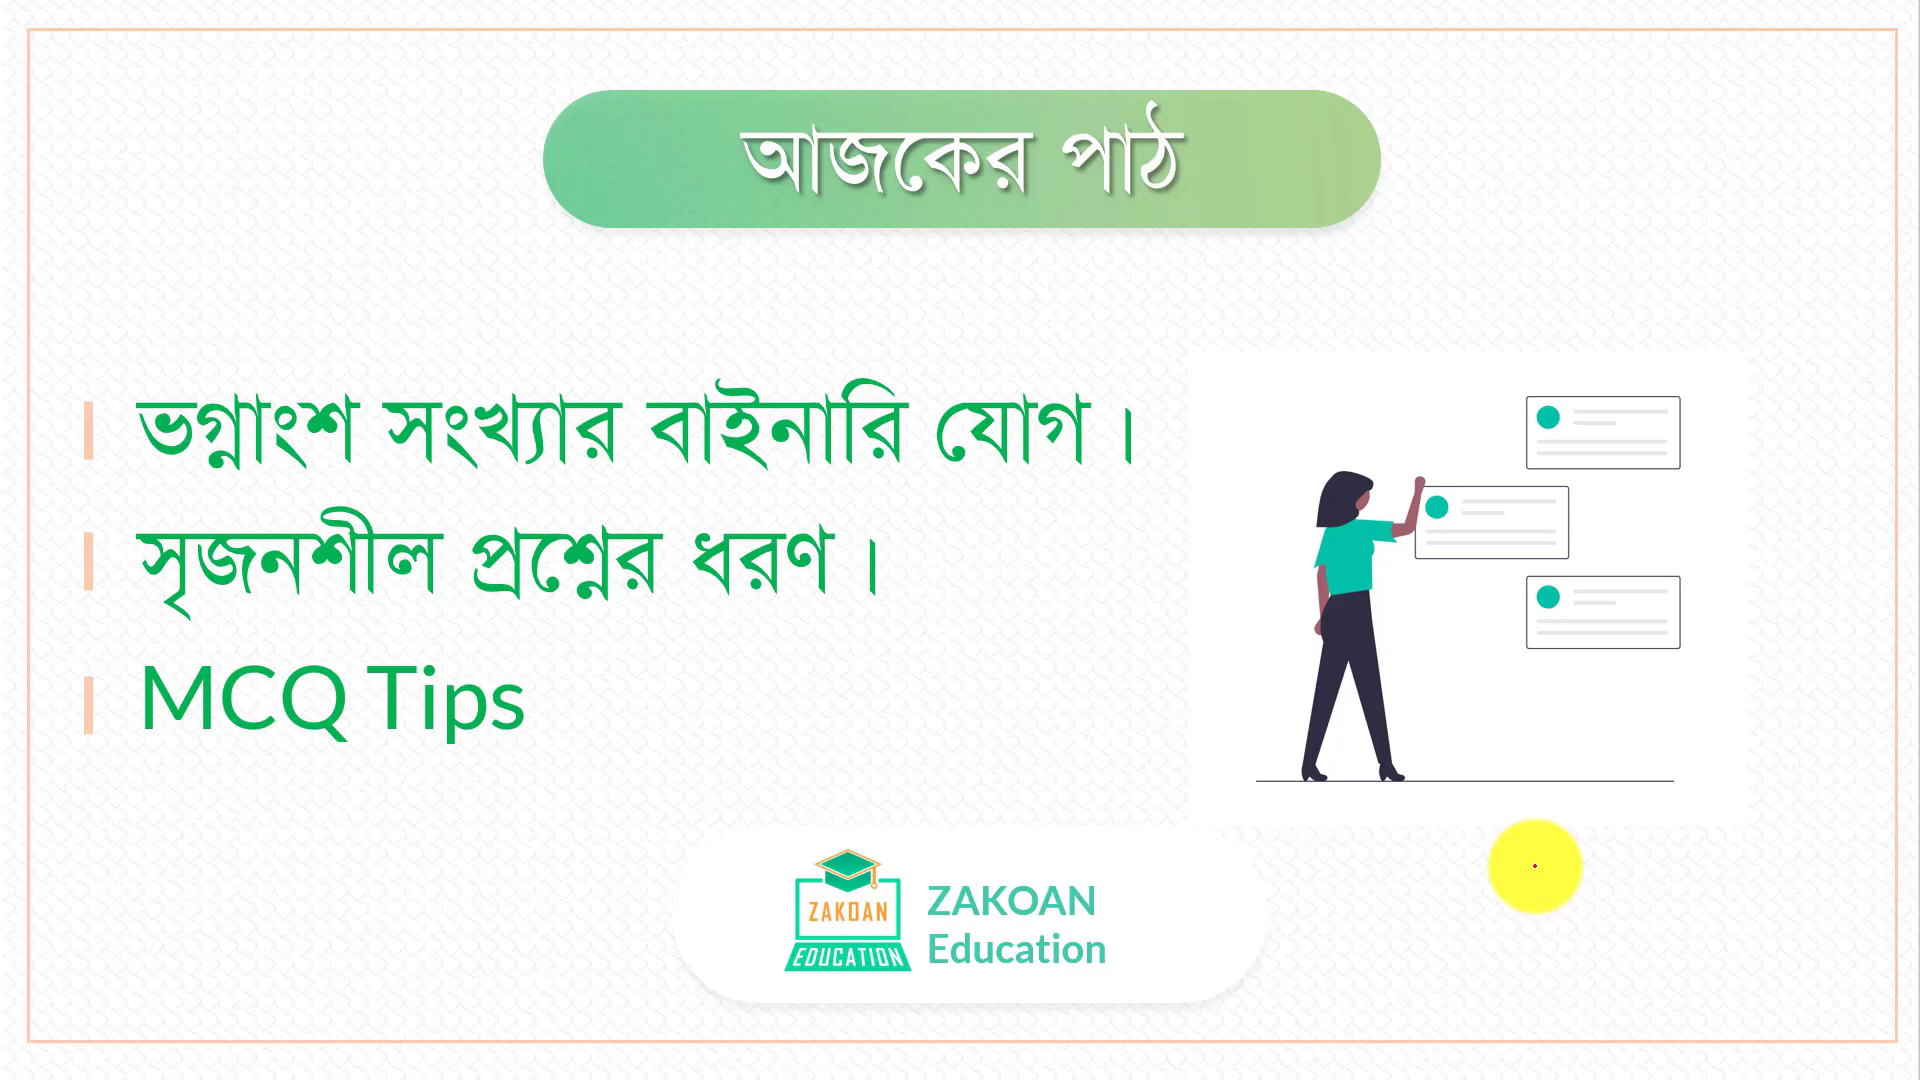 আজকের পাঠ
ভগ্নাংশ সংখ্যার বাইনারি যোগ।
সৃজনশীল প্রশ্নের ধরণ।
MCQ Tips
ZAKOAN
EDUCATION
ZAKOAN
Education